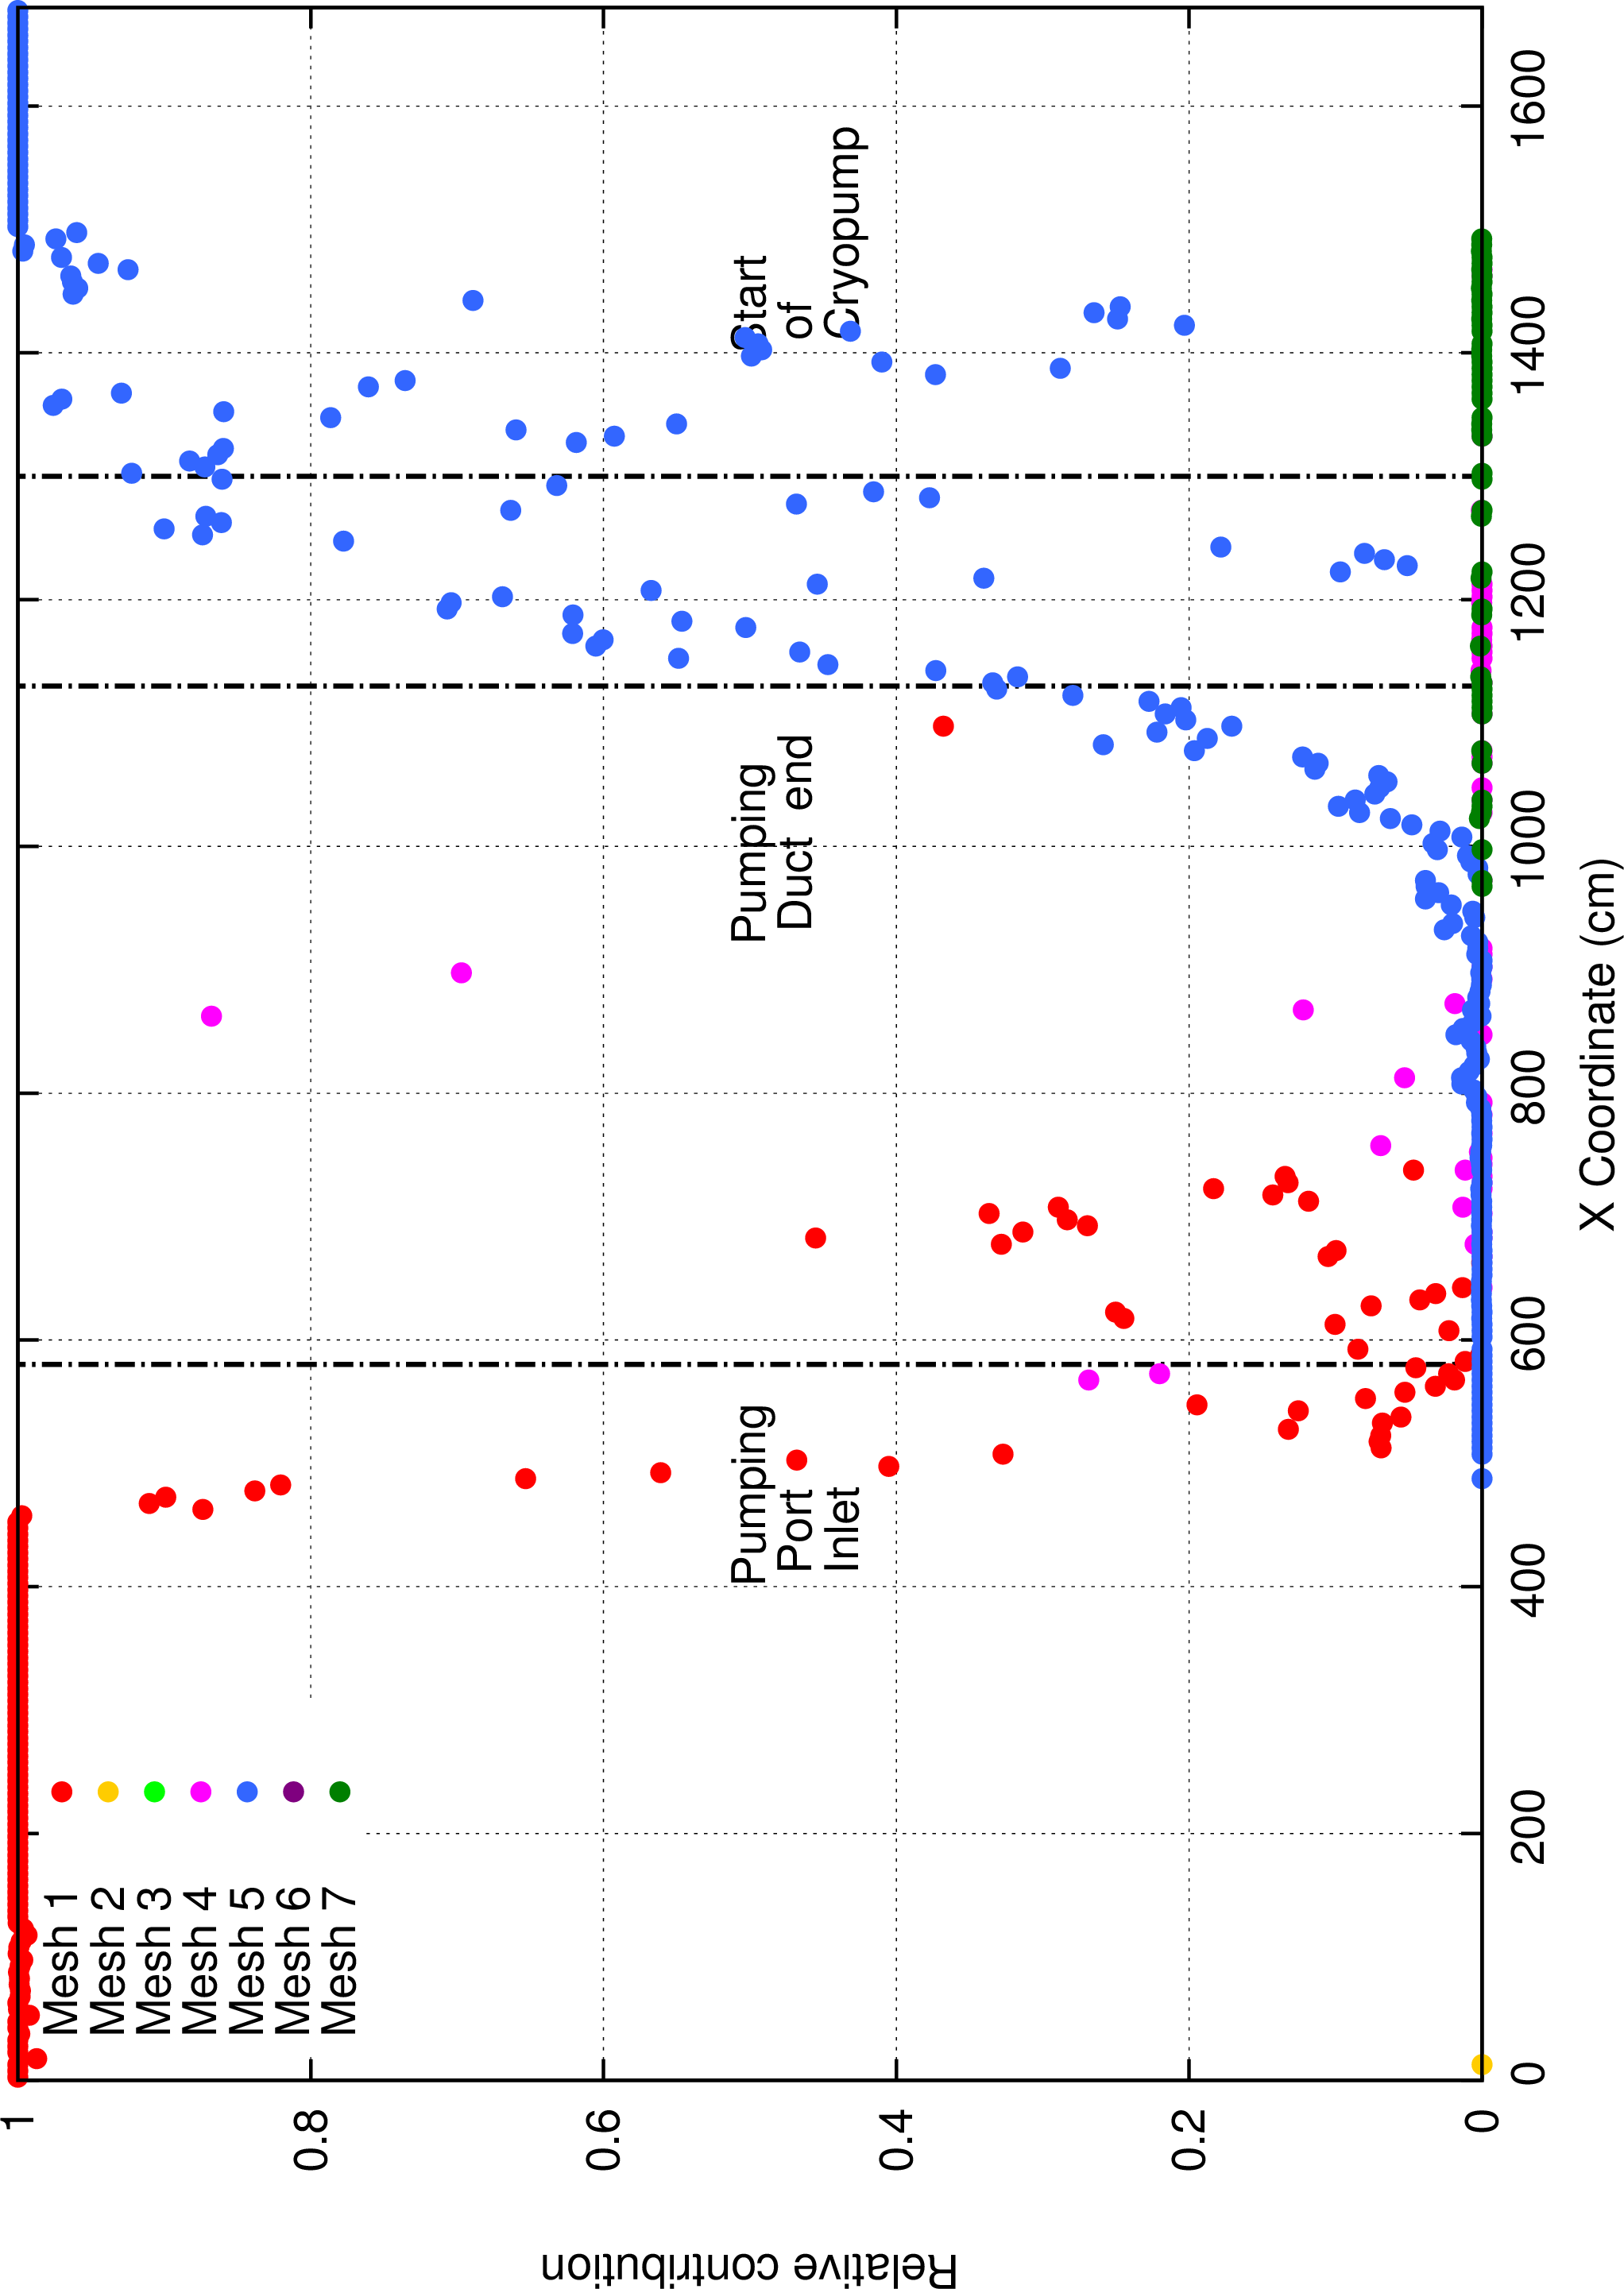 Relative contribution
1
0.8
0.6
0.4
0.2
0
0
200
400
600
800
1000
1200
1400
1600
X Coordinate (cm)
Mesh 1
Mesh 2
Mesh 3
Mesh 4
Mesh 5
Mesh 6
Mesh 7
Pumping
Port
Inlet
Pumping
Duct end
Start
of
Cryopump